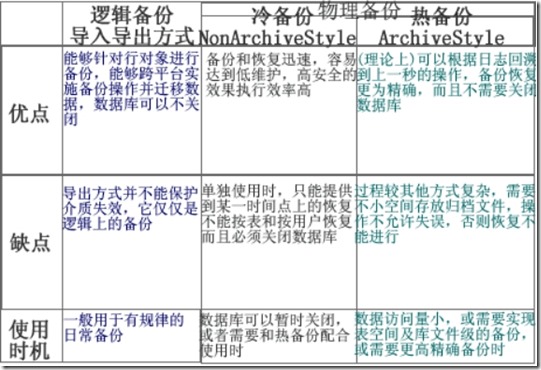 物理备份
逻辑备份
导入导出方式
冷备份
NonArchiveStyle
热备份
ArchiveStyle
优点
能够针对行对象进行
备份，能够跨平台实
施备份操作并迁移数
据，数据库可以不关
闭
备份和恢复迅速，容易
达到低维护，高安全的
效果执行效率高
(理论上)可以根据日志回溯
到上一秒的操作，备份恢复
更为精确，而且不需要关闭
数据库
缺点
导出方式并不能保护
介质失效，它仅仅是
逻辑上的备份
单独使用时，只能提供
到某一时间点上的恢复
不能按表和按用户恢复
而且必须关闭数据库
过程较其他方式复杂，需要
不小空间存放归档文件，操
作不允许失误，否则恢复不
能进行
使用
时机
一般用于有规律的
日常备份
数据库可以暂时关闭，
或者需要和热备份配合
使用时
数据访问量小，或需要实现
表空间及库文件级的备份，
或需要更高精确备份时